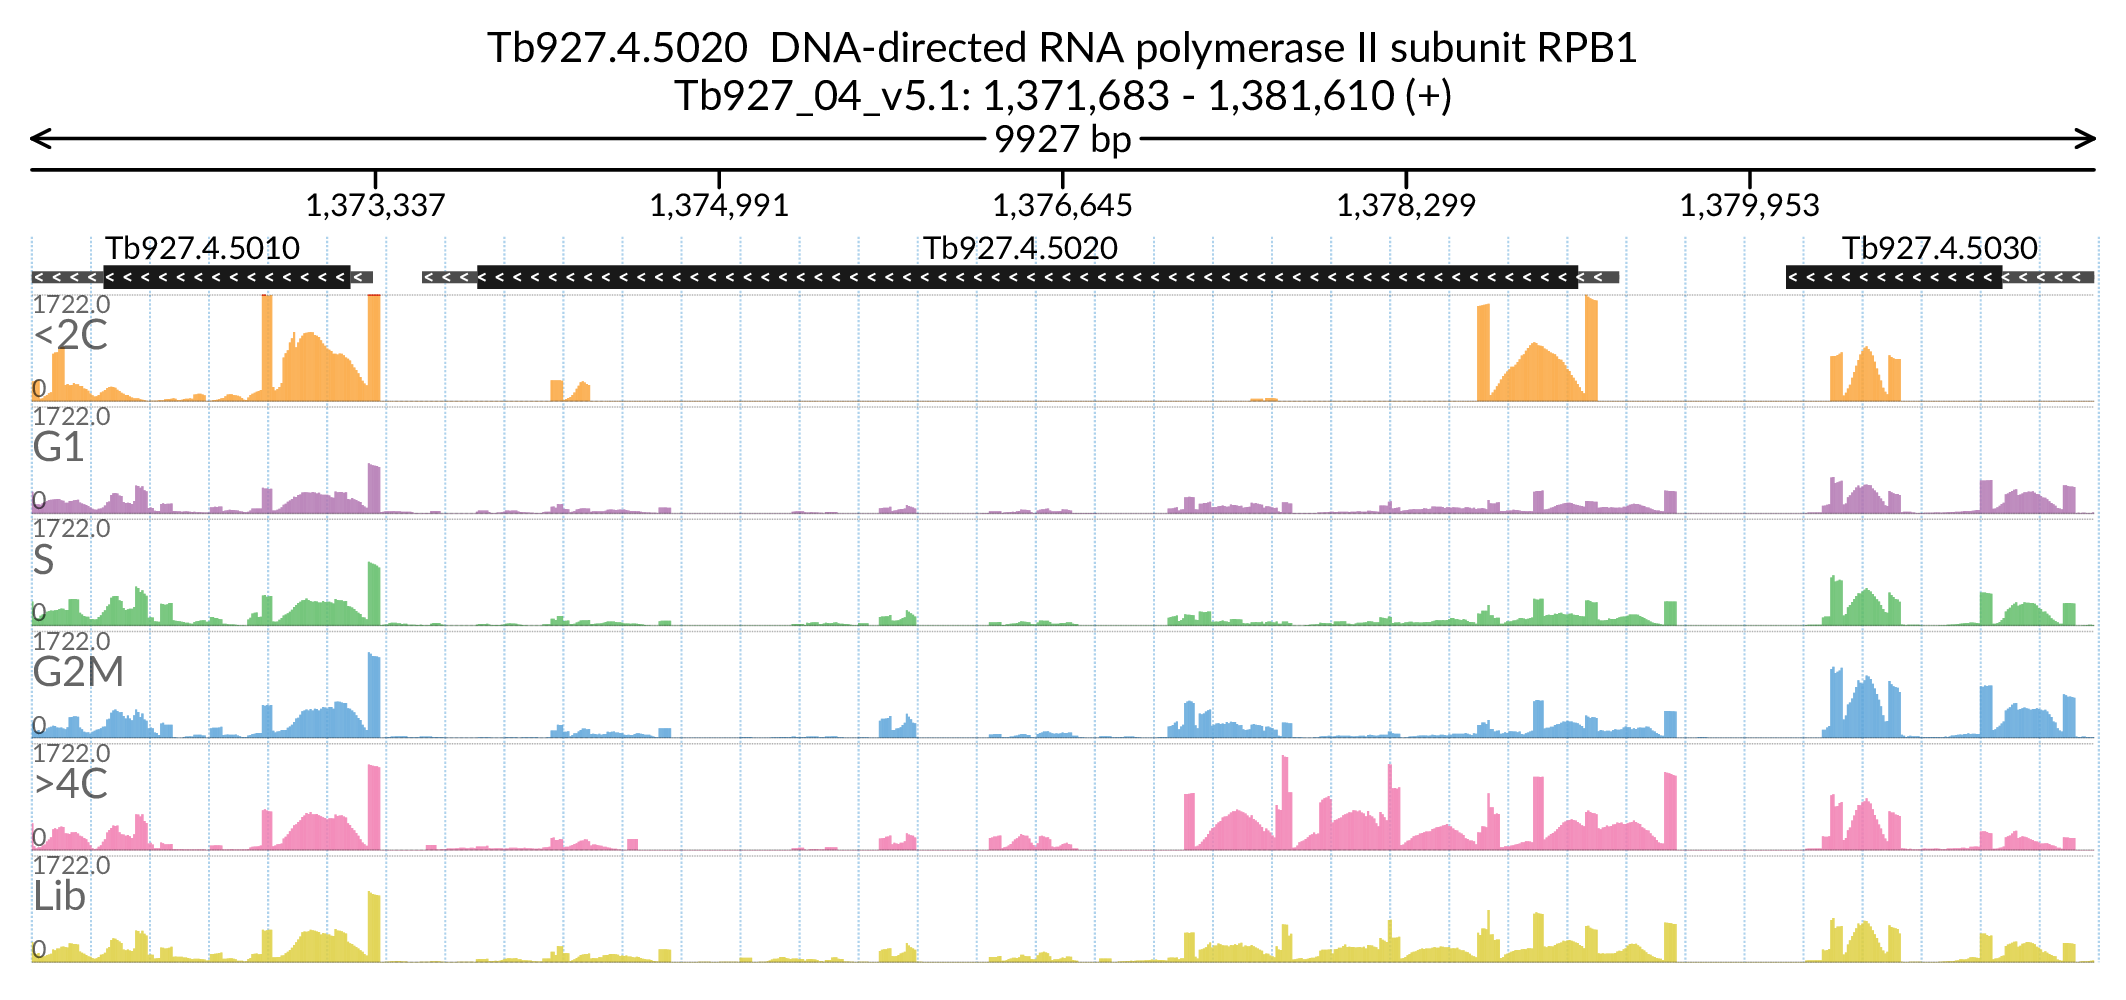 Tb927.4.5020 DNA-directed RNA polymerase II subunit RPB1
Tb927_04_v5.1: 1,371,683 - 1,381,610 (+)
9927 bp
1,373,337 1,374,991 1,376,645 1,378,299 1,379,953
Tb927.4.5010 Tb927.4.5020 Tb927.4.5030
1722.0
<2C
0
1722.0
G1
0
1722.0
S
0
1722.0
G2M
0
1722.0
>4C
0
1722.0
Lib
0